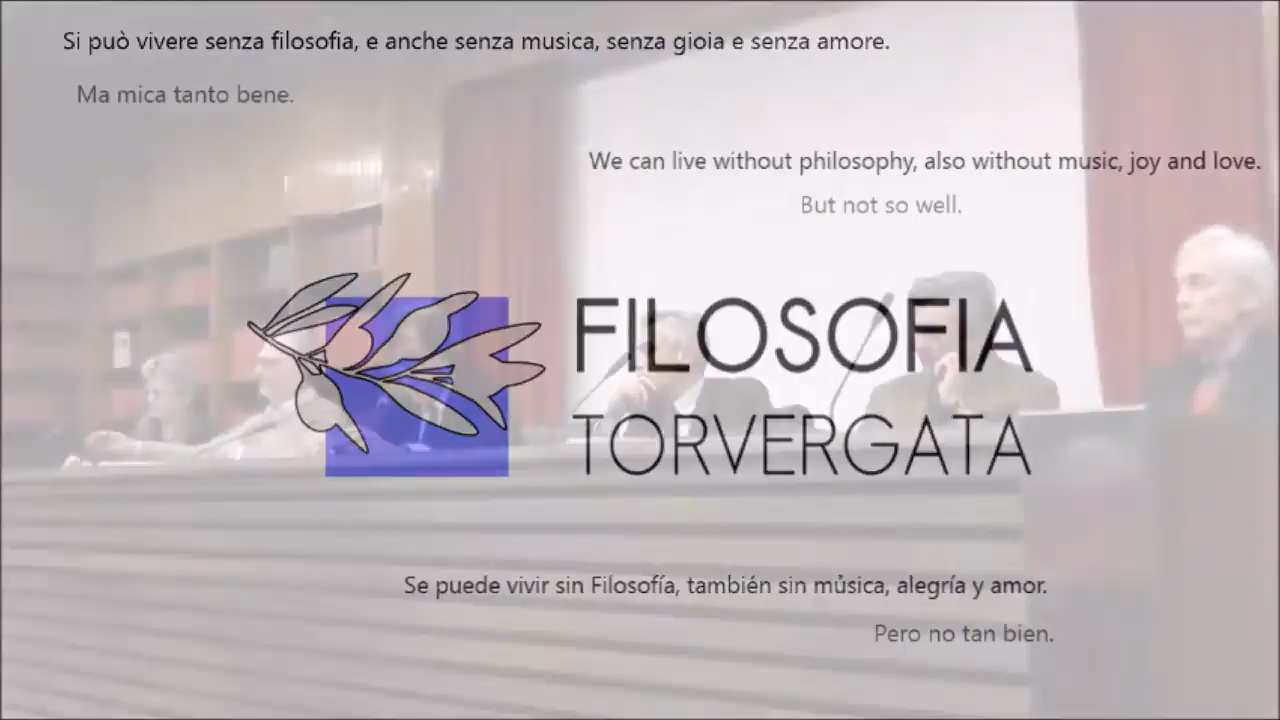 Si può vivere senza filosofia, e anche senza musica, senza gioia e senza amore.
Ma mica tanto bene.
We can live without philosophy, also without music, joy and love.
But not so well.
FILOSOFIA
TORVERGATA
Se puede vivir sin Filosofía, también sin mủsica, alegría y amor.
Pero no tan bien.